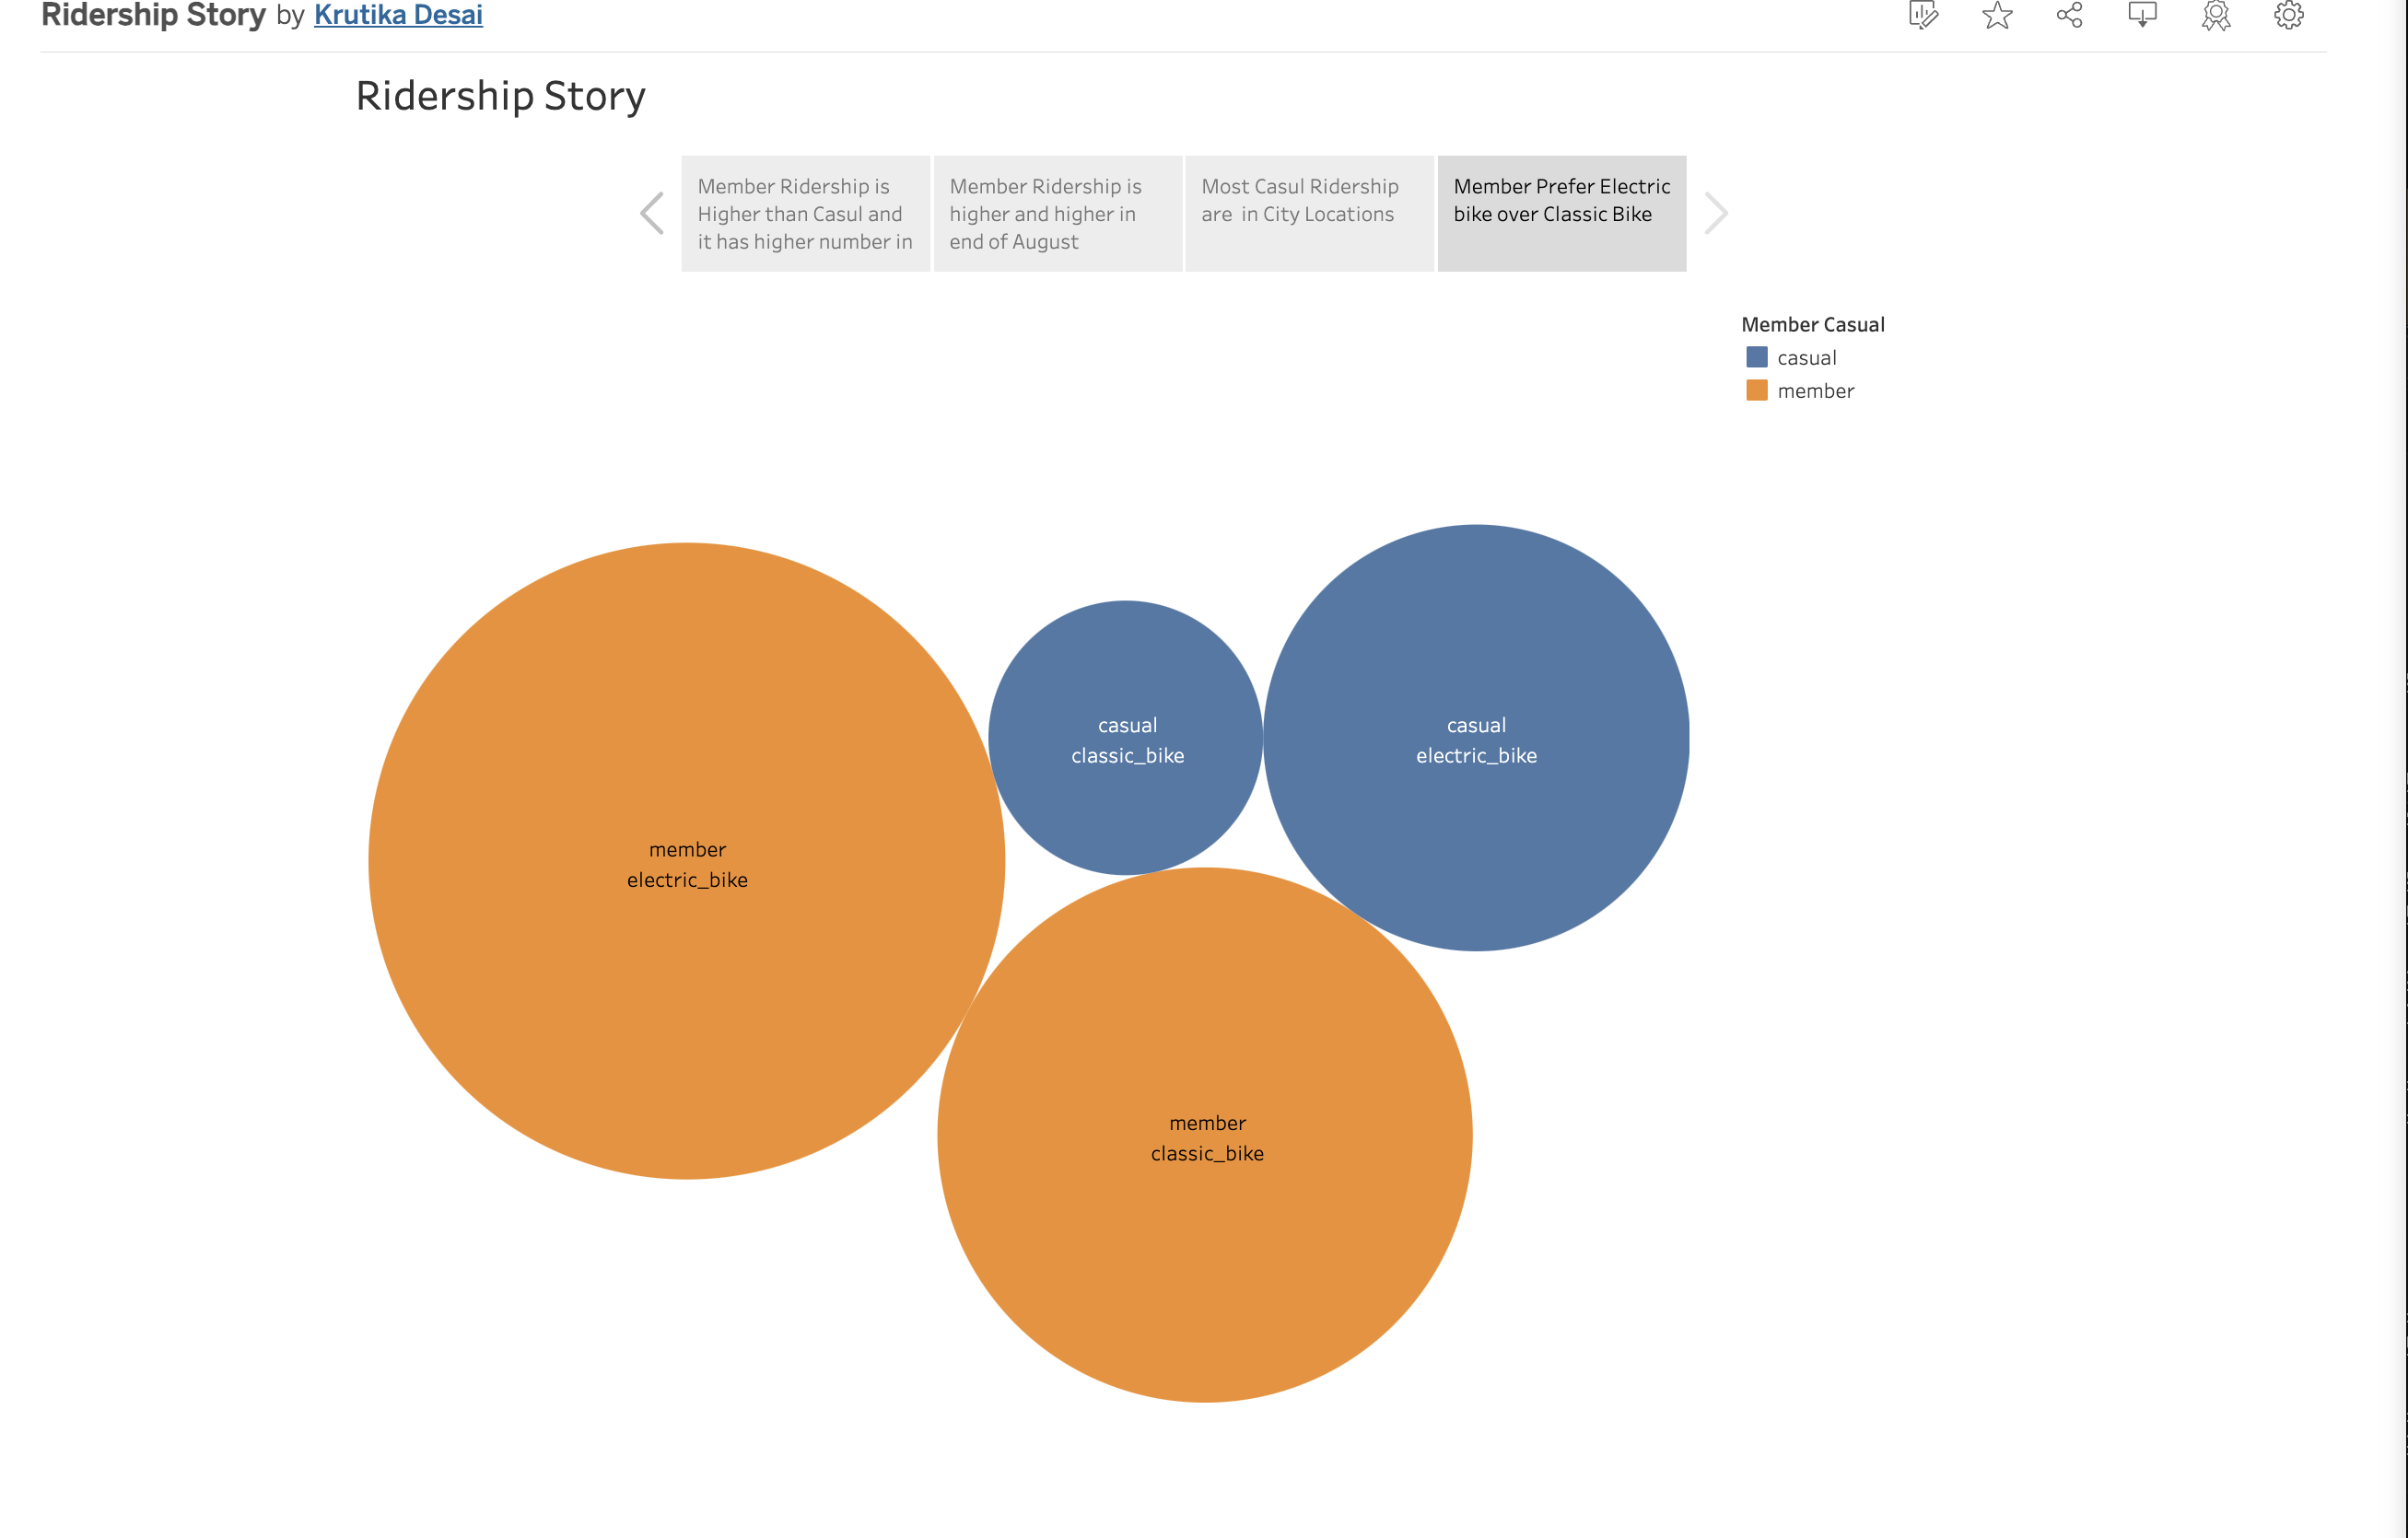 Ridership Story by Krutika Desai
Ridership Story
Member Ridership is
Higher than Casul and
it has higher number in
Member Ridership is
higher and higher in
end of August
Most Casul Ridership
are in City Locations
Member Prefer Electric
bike over Classic Bike
Member Casual
casual
member
casual
classic_bike
casual
electric_bike
member
electric_bike
member
classic_bike